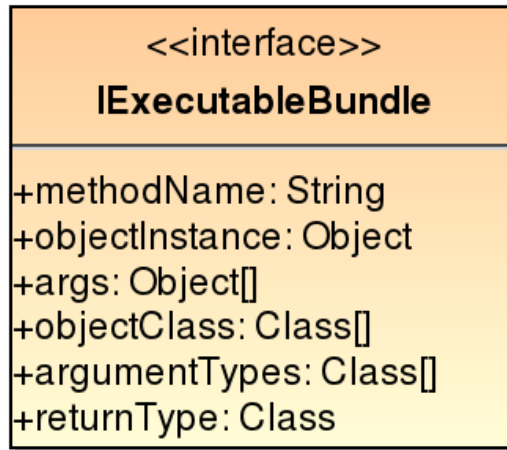 <<interface>>
IExecutableBundle
+methodName: String
+objectInstance: Object
+args: Object[]
+objectClass: Class[]
+argumentTypes: Class[]
+returnType: Class